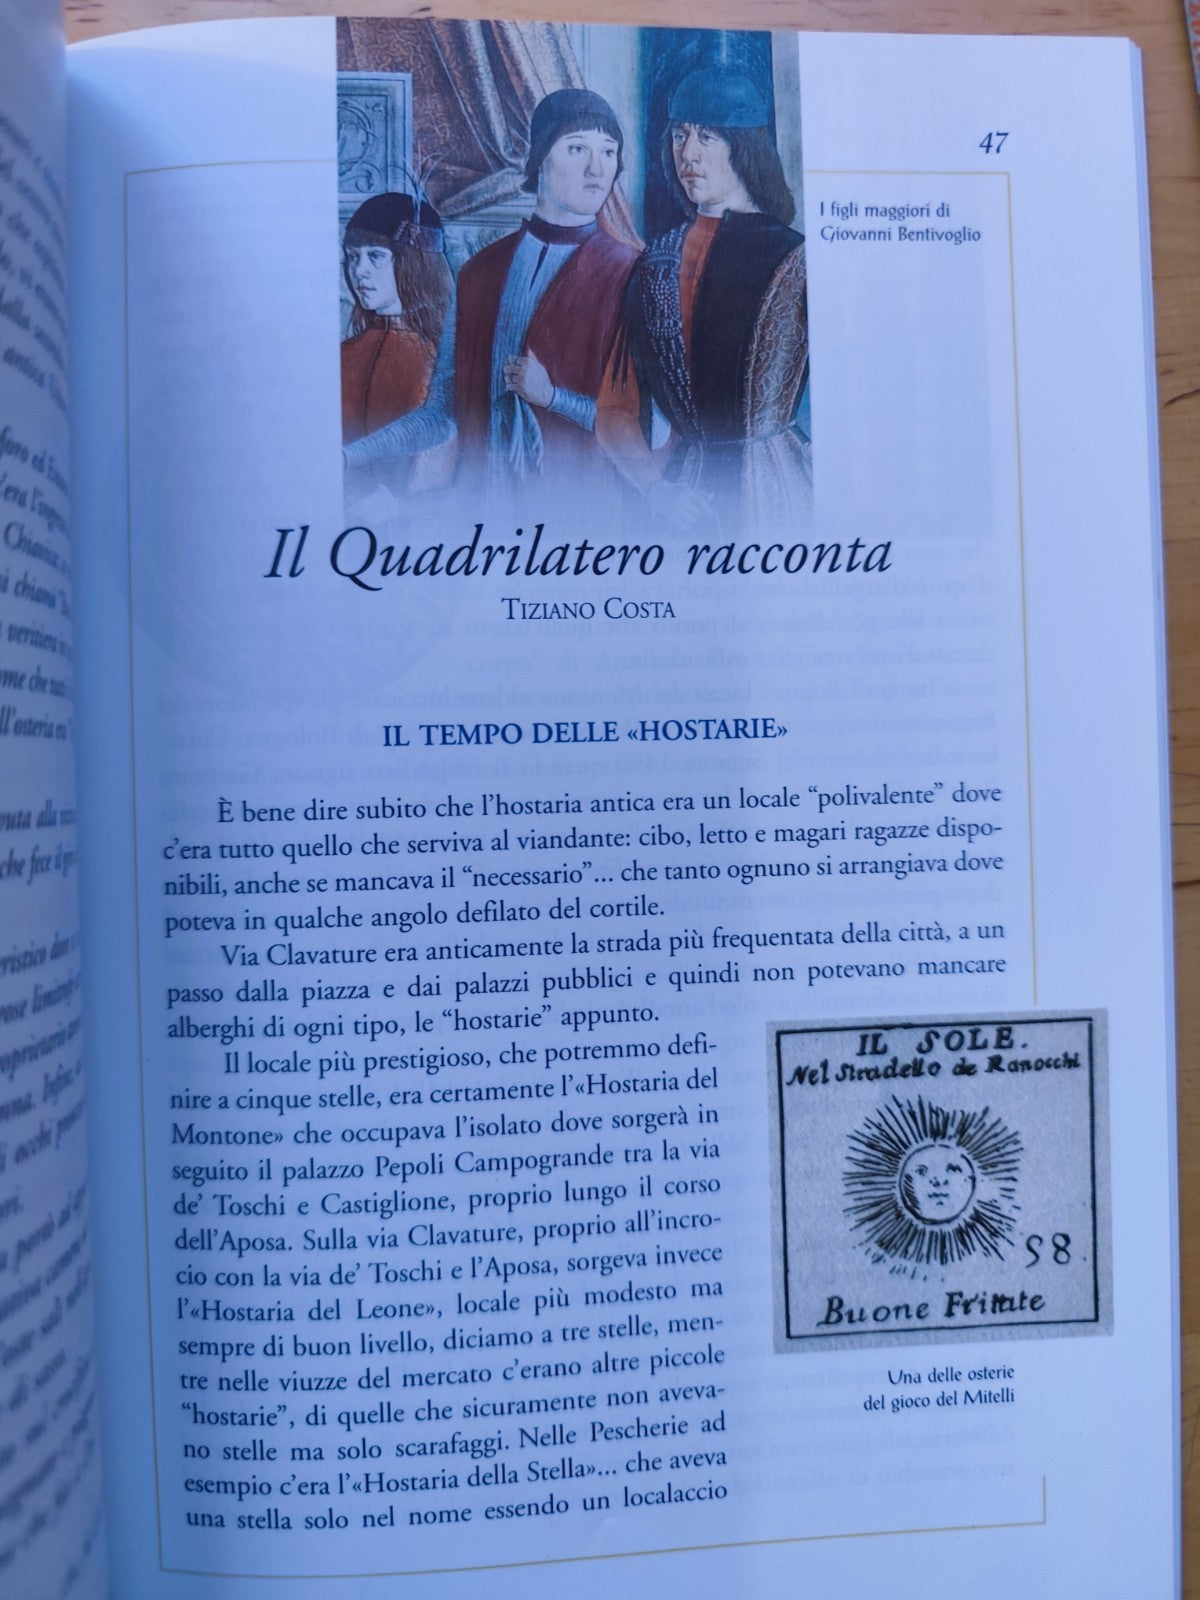 47
I figli maggiori di
Giovanni Bentivoglio
Il Quadrilatero racconta
TIZIANO COSTA
IL TEMPO DELLE «HOSTARIE»
È bene dire subito che l'hostaria antica era un locale “polivalente” dove
c'era tutto quello che serviva al viandante: cibo, letto e magari ragazze dispo-
nibili, anche se mancava il “necessario”... che tanto ognuno si arrangiava dove
poteva in qualche angolo defilato del cortile.
Via Clavature era anticamente la strada più frequentata della città, a un
passo dalla piazza e dai palazzi pubblici e quindi non potevano mancare
alberghi di ogni tipo, le “hostarie” appunto.
Il locale più prestigioso, che potremmo defi-
nire a cinque stelle, era certamente l'«Hostaria del
Montone» che occupava l'isolato dove sorgerà in
seguito il palazzo Pepoli Campogrande tra la via
de' Toschi e Castiglione, proprio lungo il corso
dell'Aposa. Sulla via Clavature, proprio all'incro-
cio con la via de' Toschi e l'Aposa, sorgeva invece
l'«Hostaria del Leone», locale più modesto ma
sempre di buon livello, diciamo a tre stelle, men-
tre nelle viuzze del mercato c'erano altre piccole
“hostarie”, di quelle che sicuramente non aveva-
no stelle ma solo scarafaggi. Nelle Pescherie ad
esempio c'era l'«Hostaria della Stella»... che aveva
una stella solo nel nome essendo un localaccio
IL SOLE.
Nel Stradello de Ranocchi
58.
Buone Fritate
Una delle osterie
del gioco del Mitelli